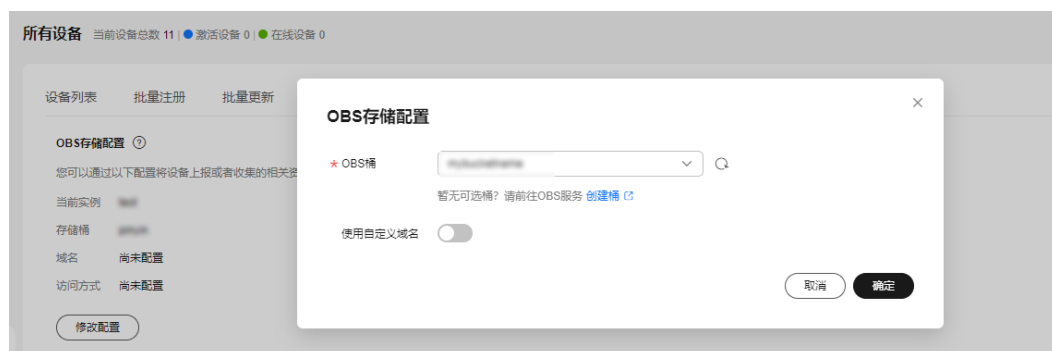 所有设备 当前设备总数 11 | 激活设备 0 | 在线设备 0
设备列表 批量注册 批量更新
OBS存储配置
您可以通过以下配置将设备上报或者收集的相关资
当前实例
存储桶
域名 尚未配置
访问方式 尚未配置
修改配置
OBS存储配置
* OBS桶
暂无可选桶？请前往OBS服务 创建桶
使用自定义域名
取消 确定